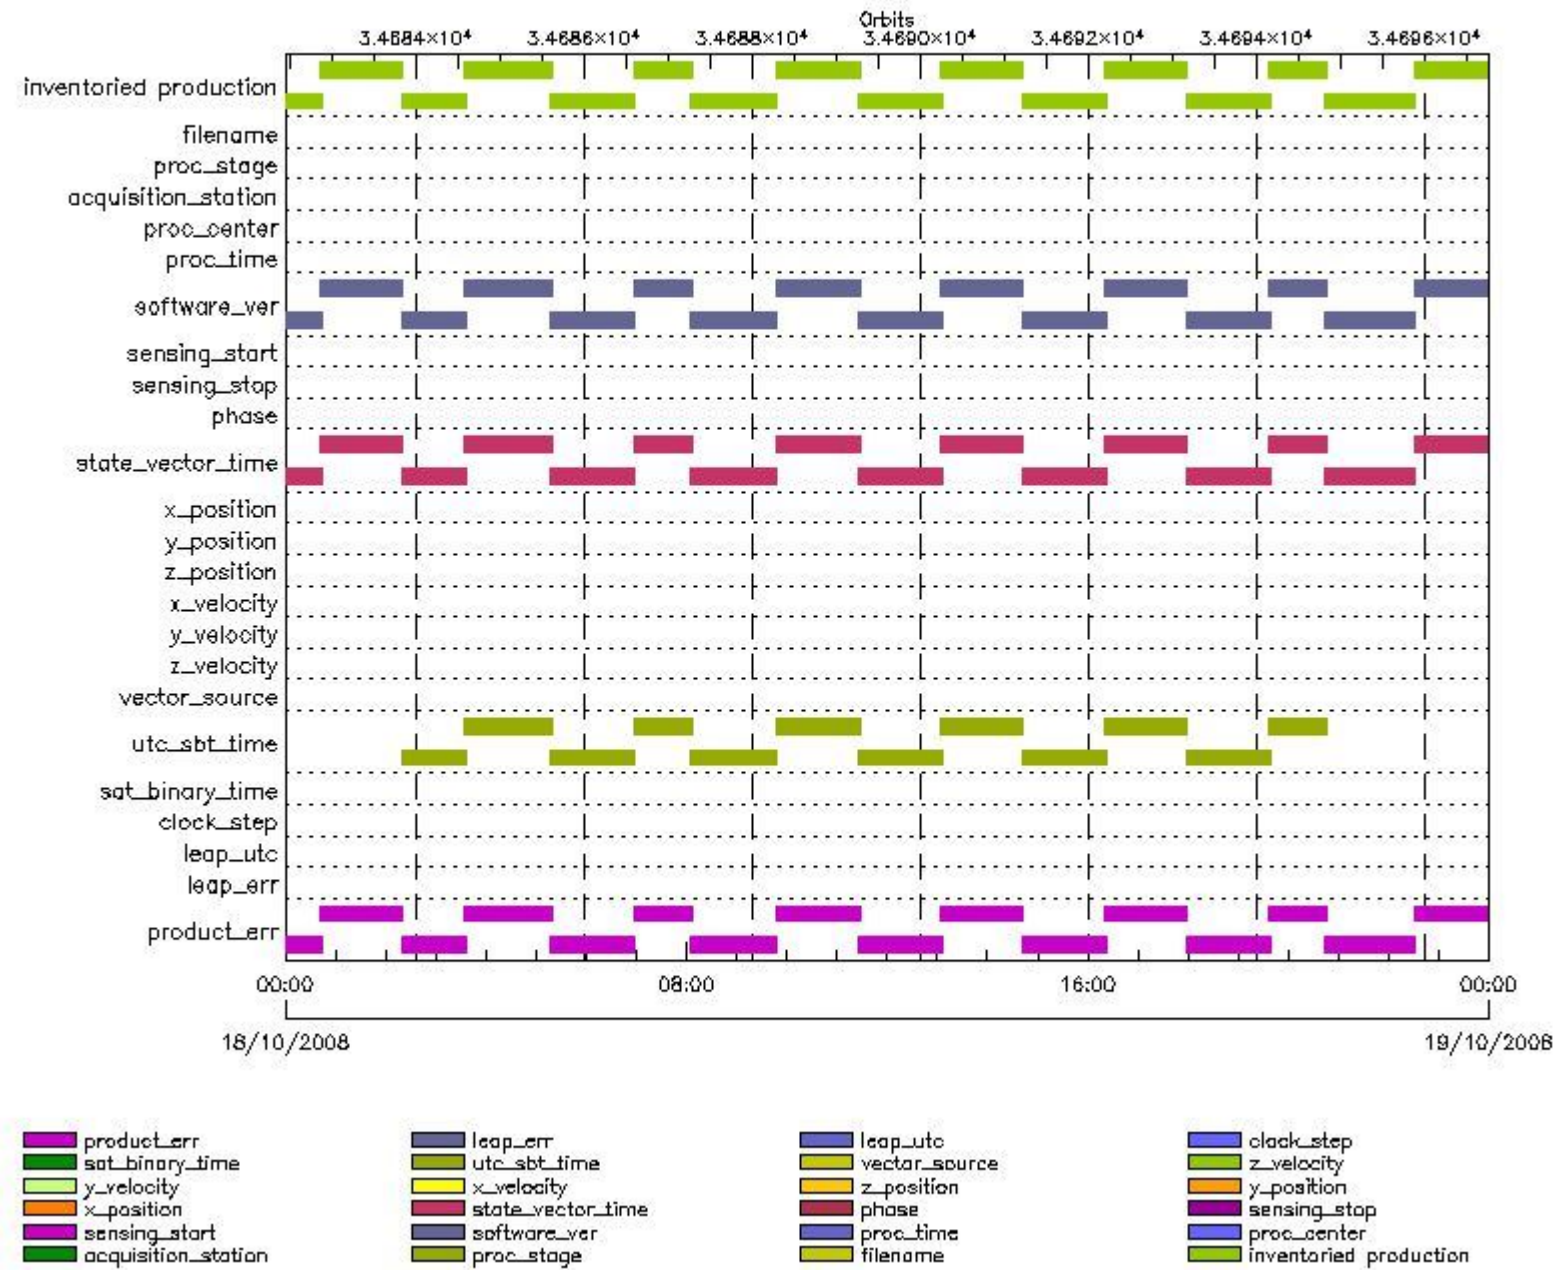 Orbits
3.4684×10⁴ 3.4686×10⁴ 3.4688×10⁴ 3.4690×10⁴ 3.4692×10⁴ 3.4694×10⁴ 3.4696×10⁴
inventoried production
filename
proc_stage
acquisition_station
proc_center
proc_time
software_ver
sensing_start
sensing_stop
phase
state_vector_time
x_position
y_position
z_position
x_velocity
y_velocity
z_velocity
vector_source
utc_sbt_time
sat_binary_time
clock_step
leap_utc
leap_err
product_err
00:00 08:00 16:00 00:00
18/10/2008 19/10/2008
product_err leap_err leap_utc clock_step
sat_binary_time utc_sbt_time vector_source z_velocity
y_velocity x_velocity z_position y_position
x_position state_vector_time phase sensing_stop
sensing_start software_ver proc_time proc_center
acquisition_station proc_stage filename inventoried production